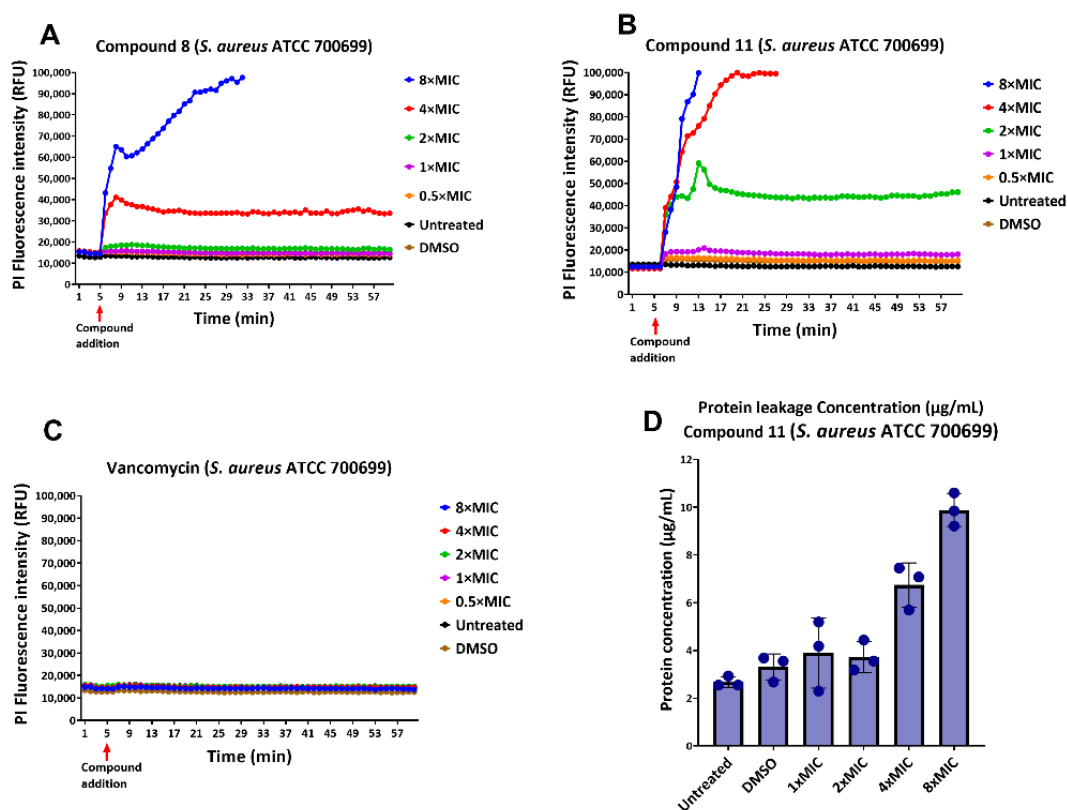 A
Compound 8 (S. aureus ATCC 700699)
PI Fluorescence intensity (RFU)
100,000
90,000
80,000
70,000
60,000
50,000
40,000
30,000
20,000
10,000
0
1 5 9 13 17 21 25 29 33 37 41 45 49 53 57
Time (min)
Compound
addition
8×MIC
4×MIC
2×MIC
1×MIC
0.5×MIC
Untreated
DMSO
B
Compound 11 (S. aureus ATCC 700699)
PI Fluorescence intensity (RFU)
100,000
90,000
80,000
70,000
60,000
50,000
40,000
30,000
20,000
10,000
0
1 5 9 13 17 21 25 29 33 37 41 45 49 53 57
Time (min)
Compound
addition
8×MIC
4×MIC
2×MIC
1×MIC
0.5×MIC
Untreated
DMSO
C
Vancomycin (S. aureus ATCC 700699)
PI Fluorescence intensity (RFU)
100,000
90,000
80,000
70,000
60,000
50,000
40,000
30,000
20,000
10,000
0
1 5 9 13 17 21 25 29 33 37 41 45 49 53 57
Time (min)
Compound
addition
8×MIC
4×MIC
2×MIC
1×MIC
0.5×MIC
Untreated
DMSO
D
Protein leakage Concentration (µg/mL)
Compound 11 (S. aureus ATCC 700699)
Protein concentration (µg/mL)
12
10
8
6
4
2
0
Untreated
DMSO
1xMIC
2xMIC
4xMIC
8xMIC